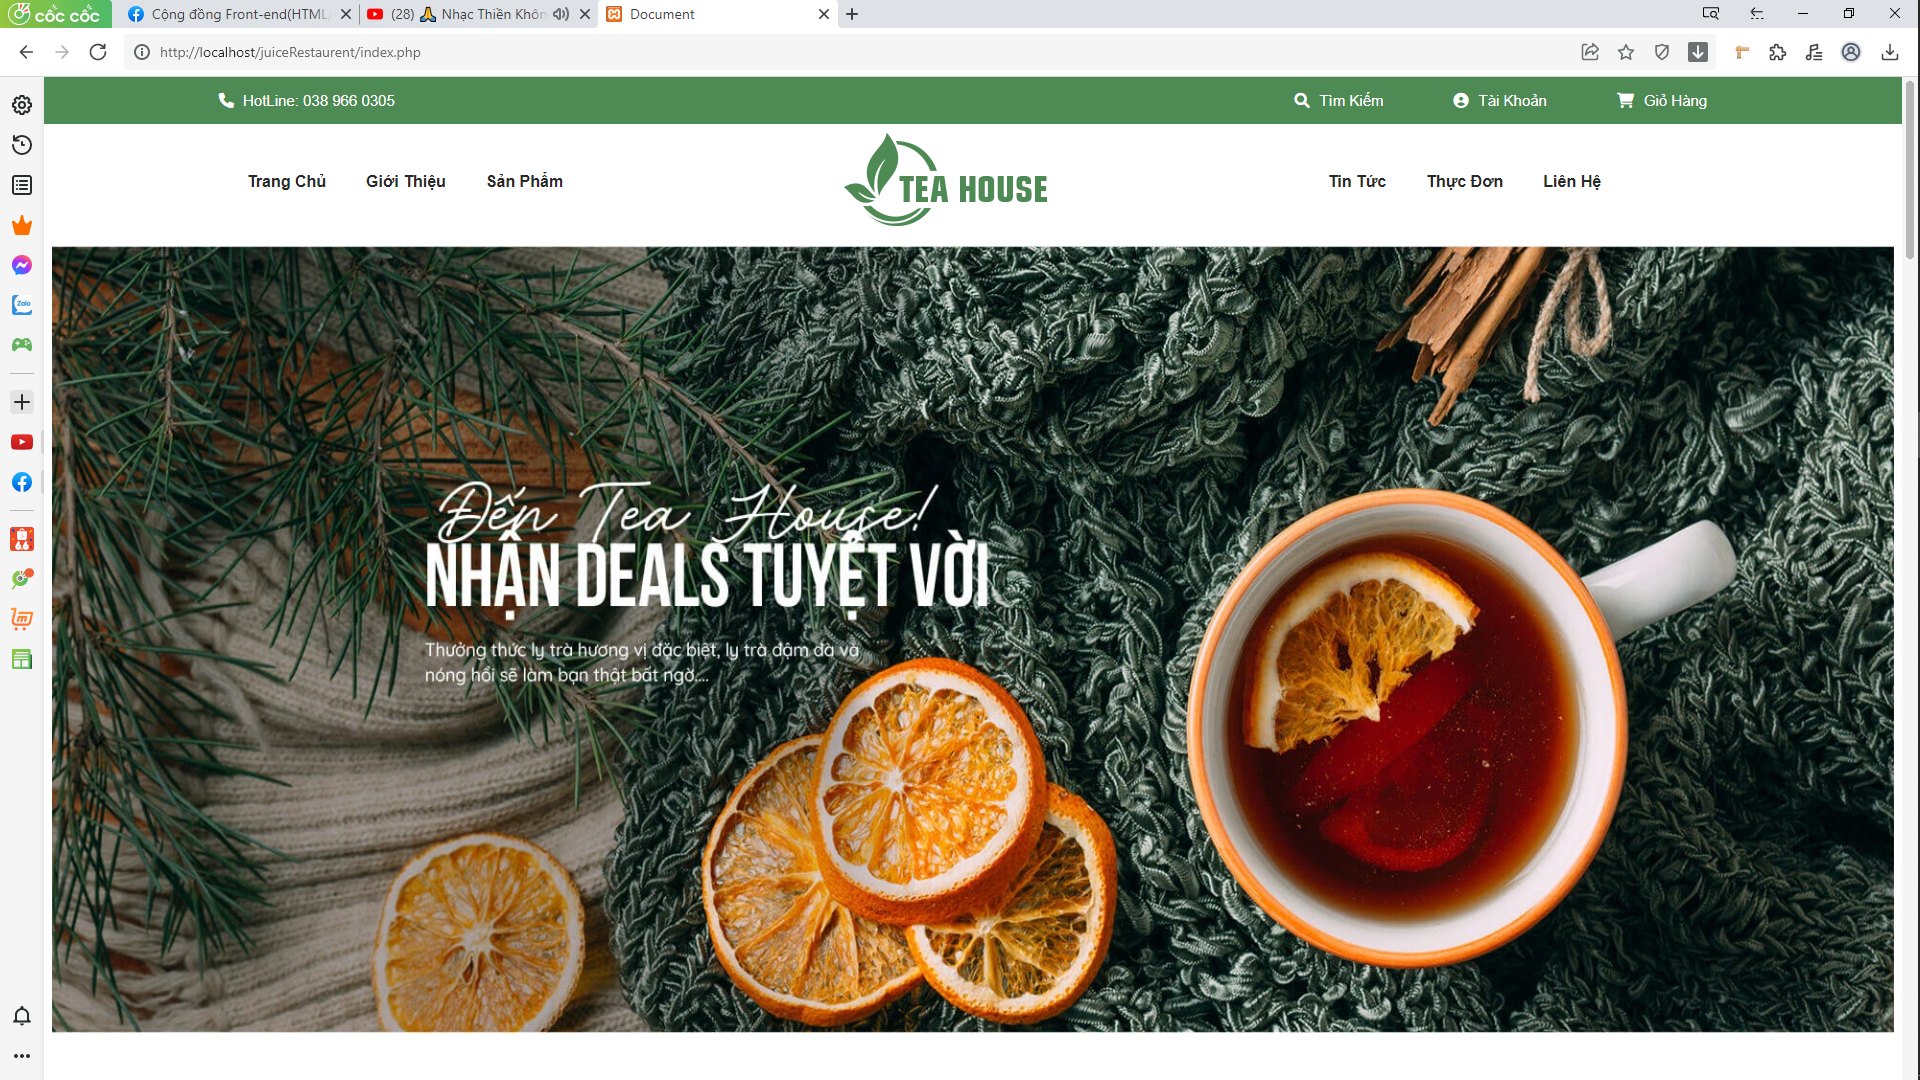 cốc cốc
Cộng đồng Front-end(HTML
(28) 🙏 Nhạc Thiền Khôn
Document
http://localhost/juiceRestaurent/index.php
HotLine: 038 966 0305
Tìm Kiếm
Tài Khoản
Giỏ Hàng
Trang Chủ
Giới Thiệu
Sản Phẩm
TEA HOUSE
Tin Tức
Thực Đơn
Liên Hệ
Zalo
6.6
Đến Tea House!
NHẬN DEALS TUYỆT VỜI
Thưởng thức ly trà hương vị đặc biệt, ly trà đậm đà và
nóng hổi sẽ làm bạn thật bất ngờ...